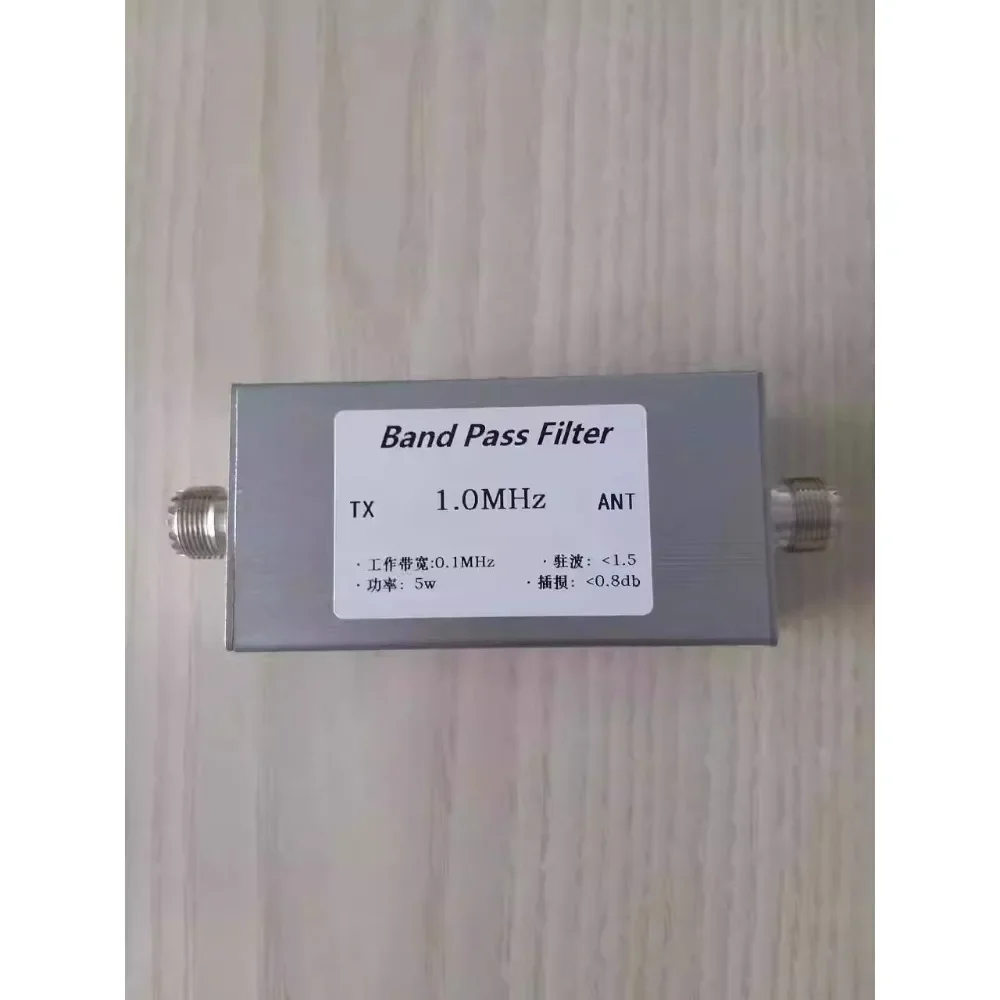 Band Pass Filter
TX 1.0MHz ANT
·工作带宽:0.1MHz ·驻波: <1.5
·功率: 5w ·插损: <0.8db